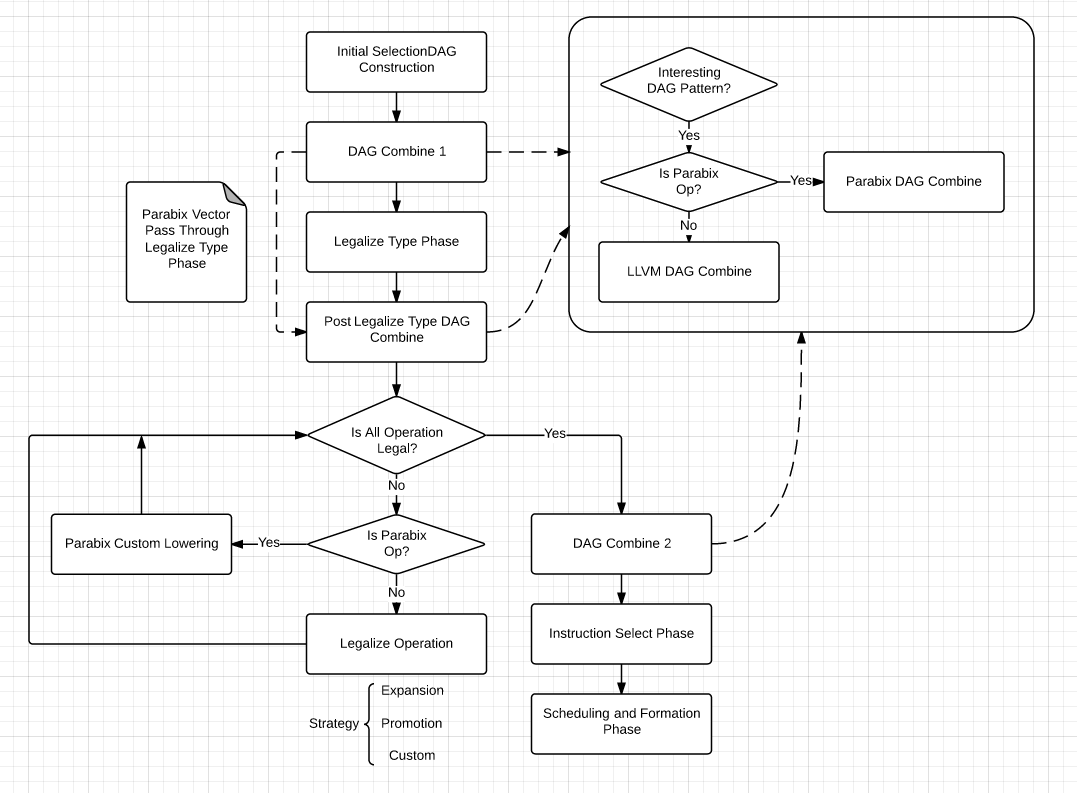 Initial SelectionDAG
Construction
DAG Combine 1
Legalize Type Phase
Post Legalize Type DAG
Combine
Parabix Vector
Pass Through
Legalize Type
Phase
Interesting
DAG Pattern?
Yes
Is Parabix
Op?
Yes
Parabix DAG Combine
No
LLVM DAG Combine
Is All Operation
Legal?
Yes
No
Is Parabix
Op?
Yes
Parabix Custom Lowering
No
Legalize Operation
Strategy
Expansion
Promotion
Custom
DAG Combine 2
Instruction Select Phase
Scheduling and Formation
Phase